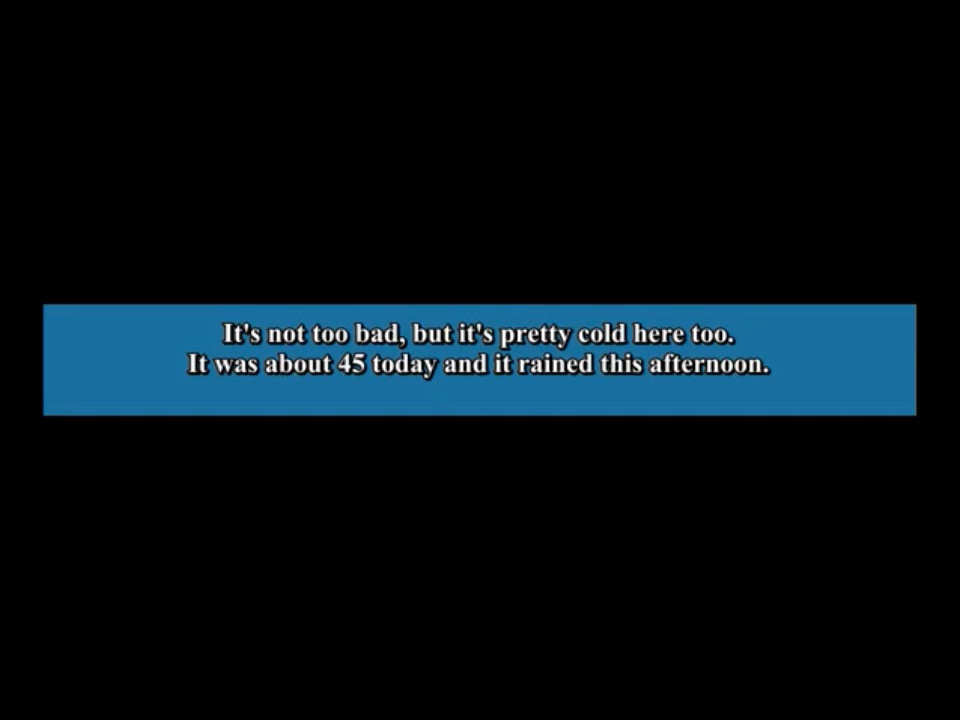 It's not too bad, but it's pretty cold here too.
It was about 45 today and it rained this afternoon.